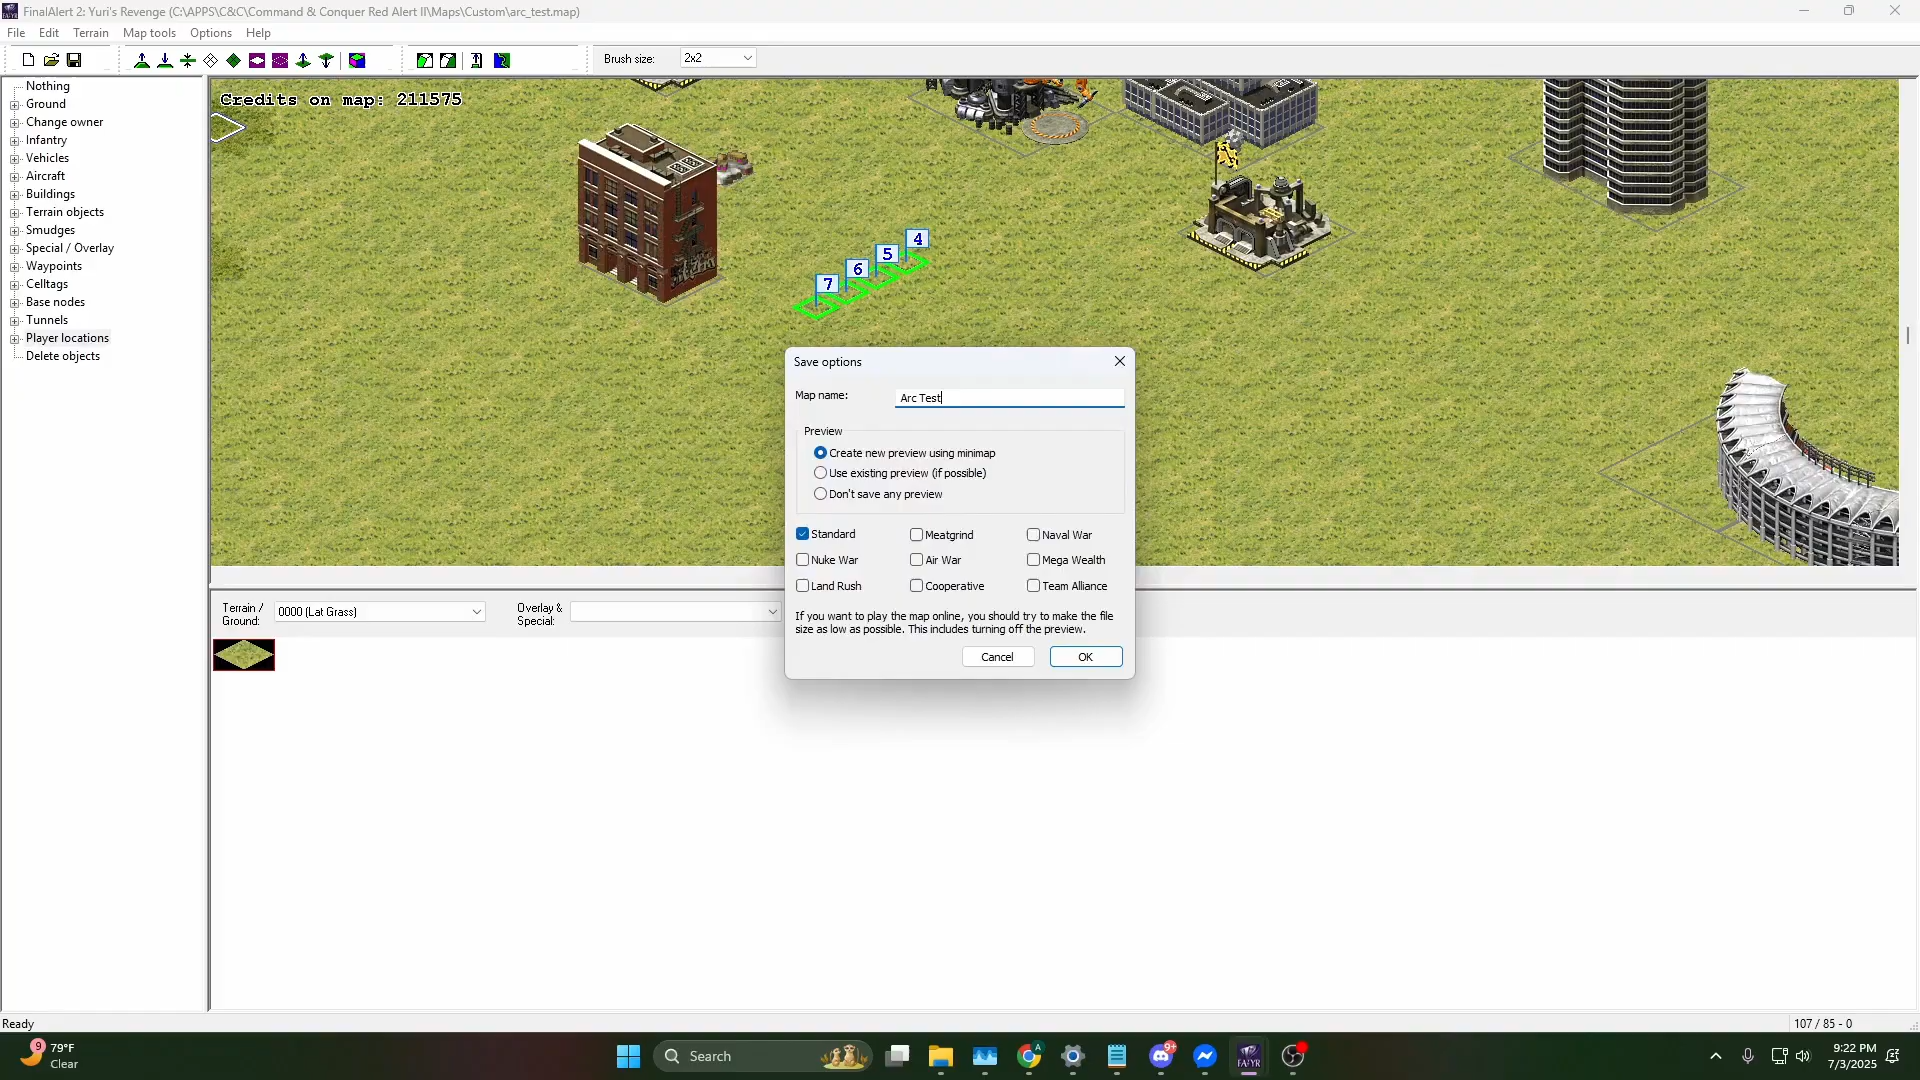 FinalAlert 2: Yuri's Revenge (C:\APPS\C&C\Command & Conquer Red Alert II\Maps\Custom\arc_test.map)
File Edit Terrain Map tools Options Help
Brush size: 2x2
Nothing
Ground
Change owner
Infantry
Vehicles
Aircraft
Buildings
Terrain objects
Smudges
Special / Overlay
Waypoints
Celltags
Base nodes
Tunnels
Player locations
Delete objects
Credits on map: 211575
4
5
6
7
Save options
Map name: Arc Test
Preview
Create new preview using minimap
Use existing preview (if possible)
Don't save any preview
Standard Meatgrind Naval War
Nuke War Air War Mega Wealth
Land Rush Cooperative Team Alliance
If you want to play the map online, you should try to make the file
size as low as possible. This includes turning off the preview.
Cancel OK
Terrain / Ground: 0000 (Lat Grass) Overlay & Special:
Ready 107 / 85 - 0
9 79°F
Clear
Search
A
9+
FA2YR
9:22 PM
7/3/2025